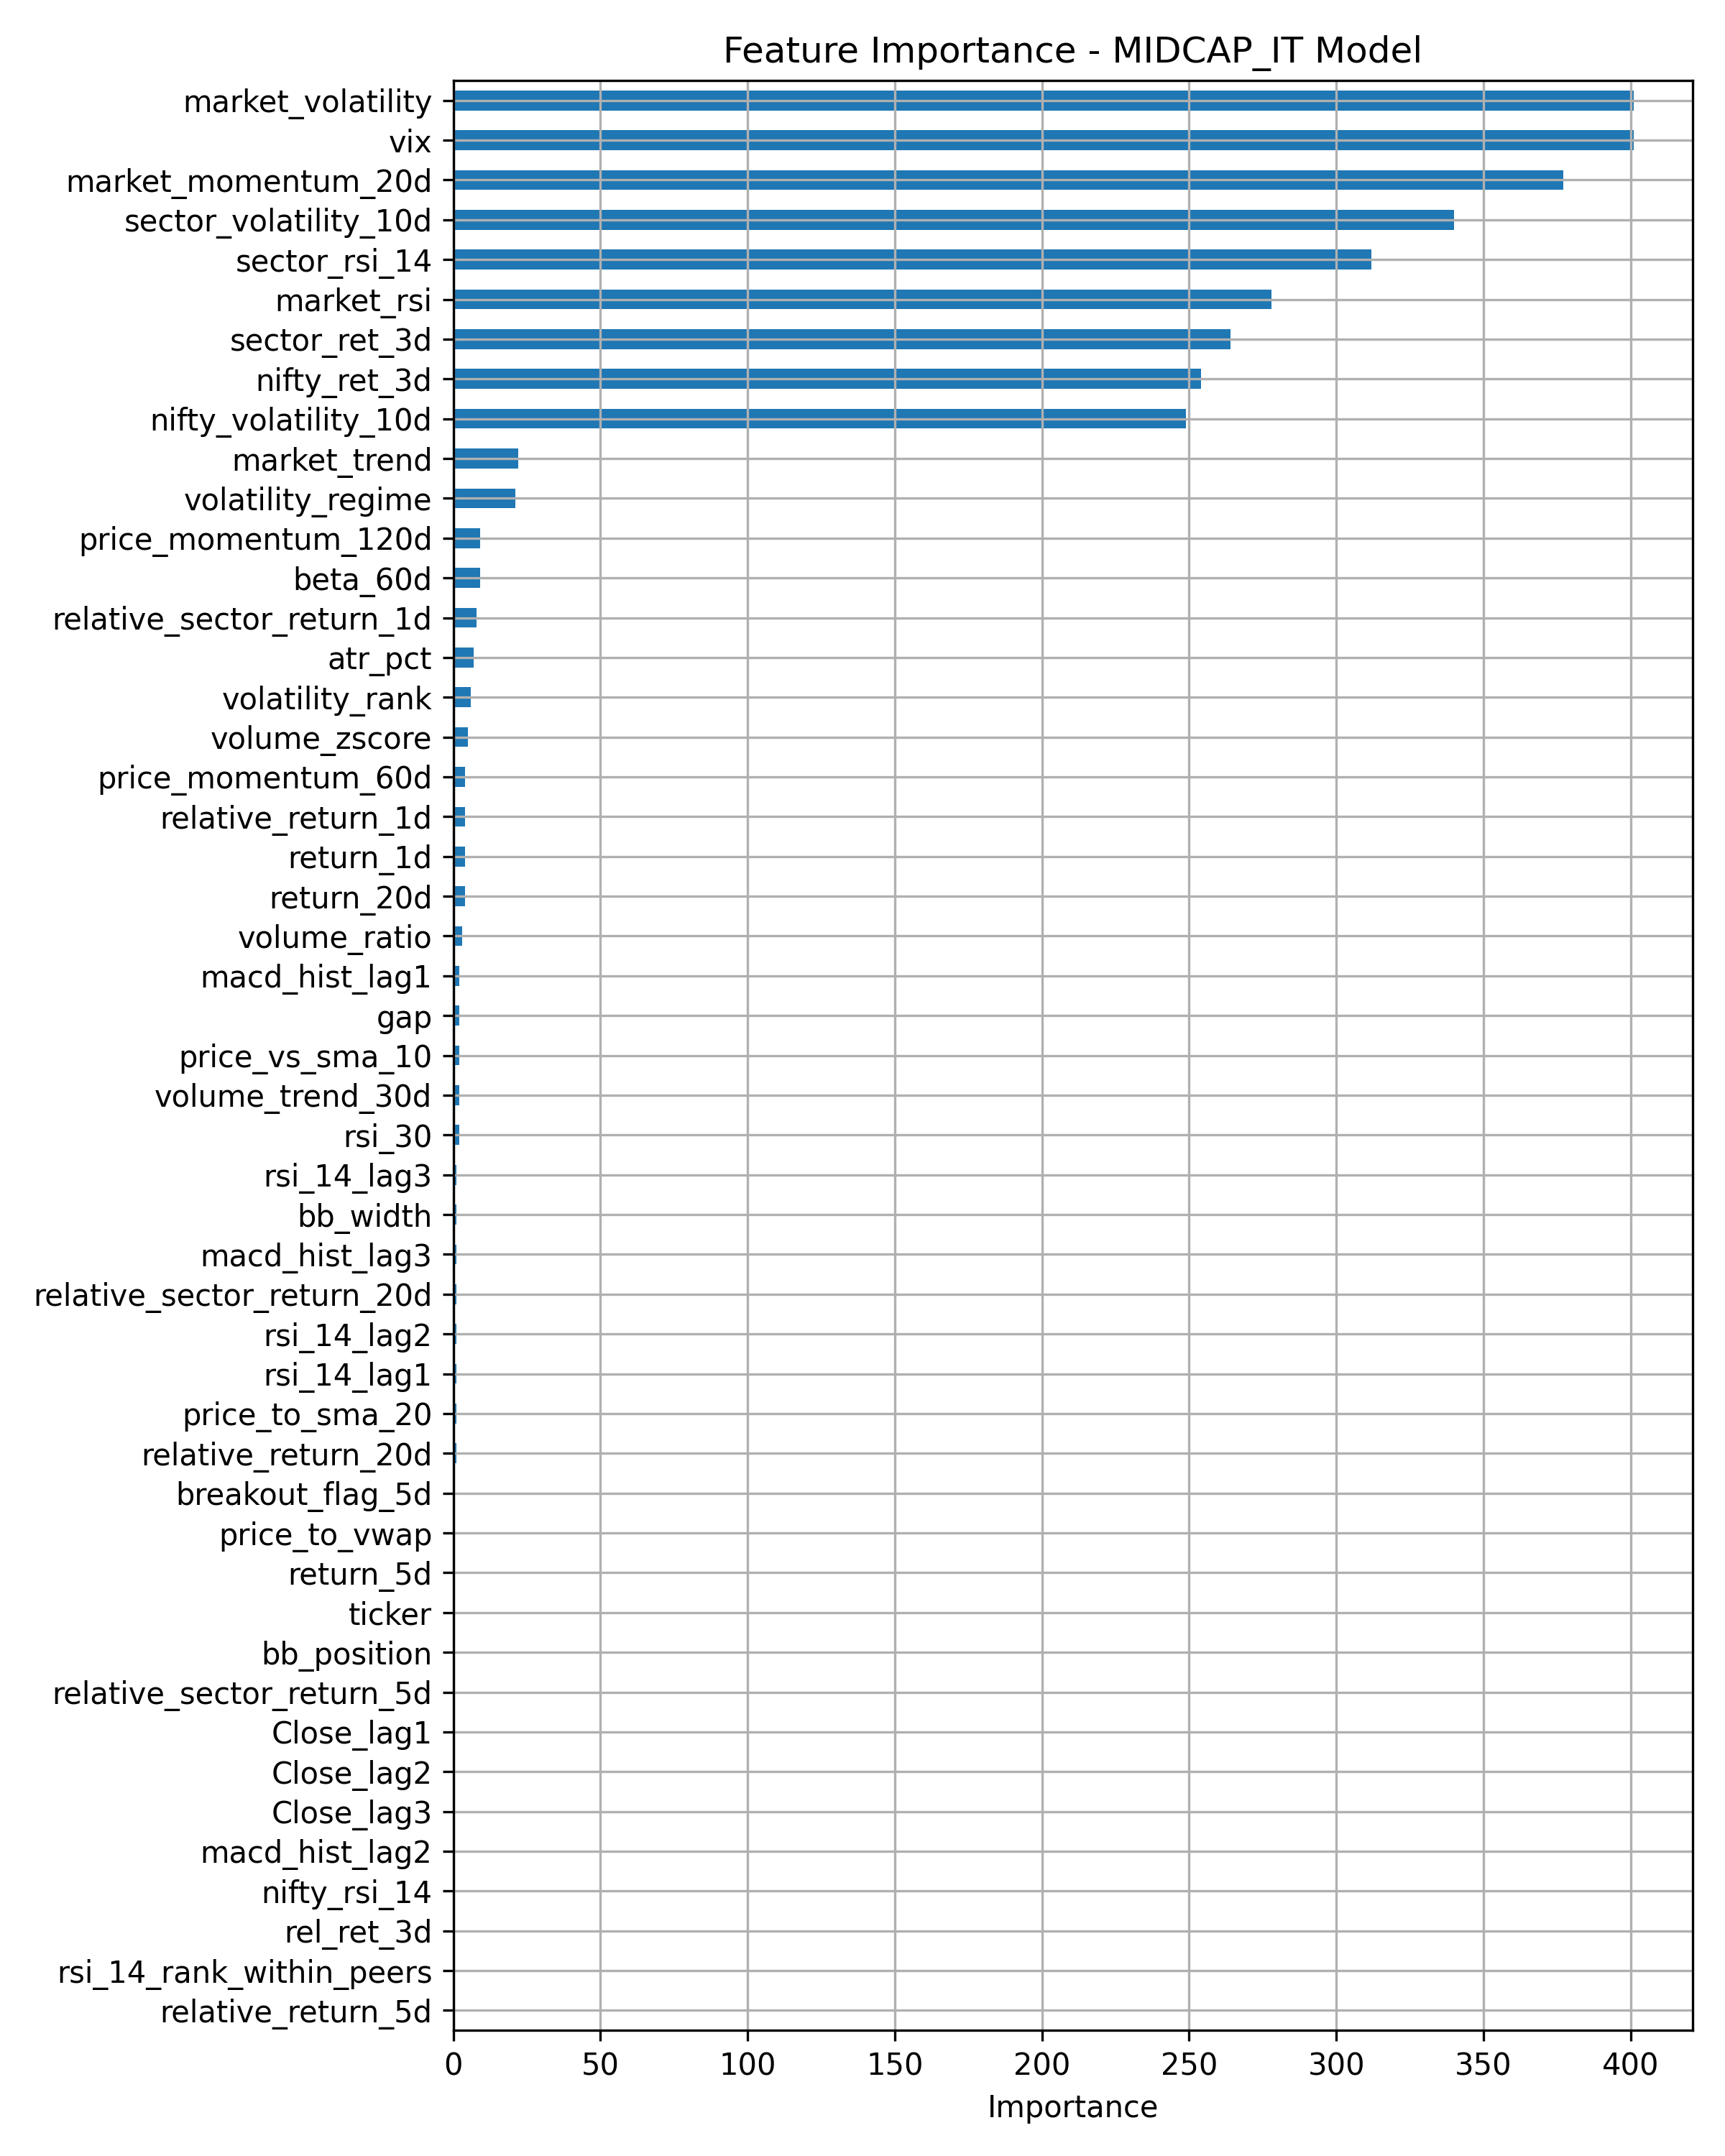 Feature Importance - MIDCAP_IT Model
market_volatility
vix
market_momentum_20d
sector_volatility_10d
sector_rsi_14
market_rsi
sector_ret_3d
nifty_ret_3d
nifty_volatility_10d
market_trend
volatility_regime
price_momentum_120d
beta_60d
relative_sector_return_1d
atr_pct
volatility_rank
volume_zscore
price_momentum_60d
relative_return_1d
return_1d
return_20d
volume_ratio
macd_hist_lag1
gap
price_vs_sma_10
volume_trend_30d
rsi_30
rsi_14_lag3
bb_width
macd_hist_lag3
relative_sector_return_20d
rsi_14_lag2
rsi_14_lag1
price_to_sma_20
relative_return_20d
breakout_flag_5d
price_to_vwap
return_5d
ticker
bb_position
relative_sector_return_5d
Close_lag1
Close_lag2
Close_lag3
macd_hist_lag2
nifty_rsi_14
rel_ret_3d
rsi_14_rank_within_peers
relative_return_5d
0 50 100 150 200 250 300 350 400
Importance